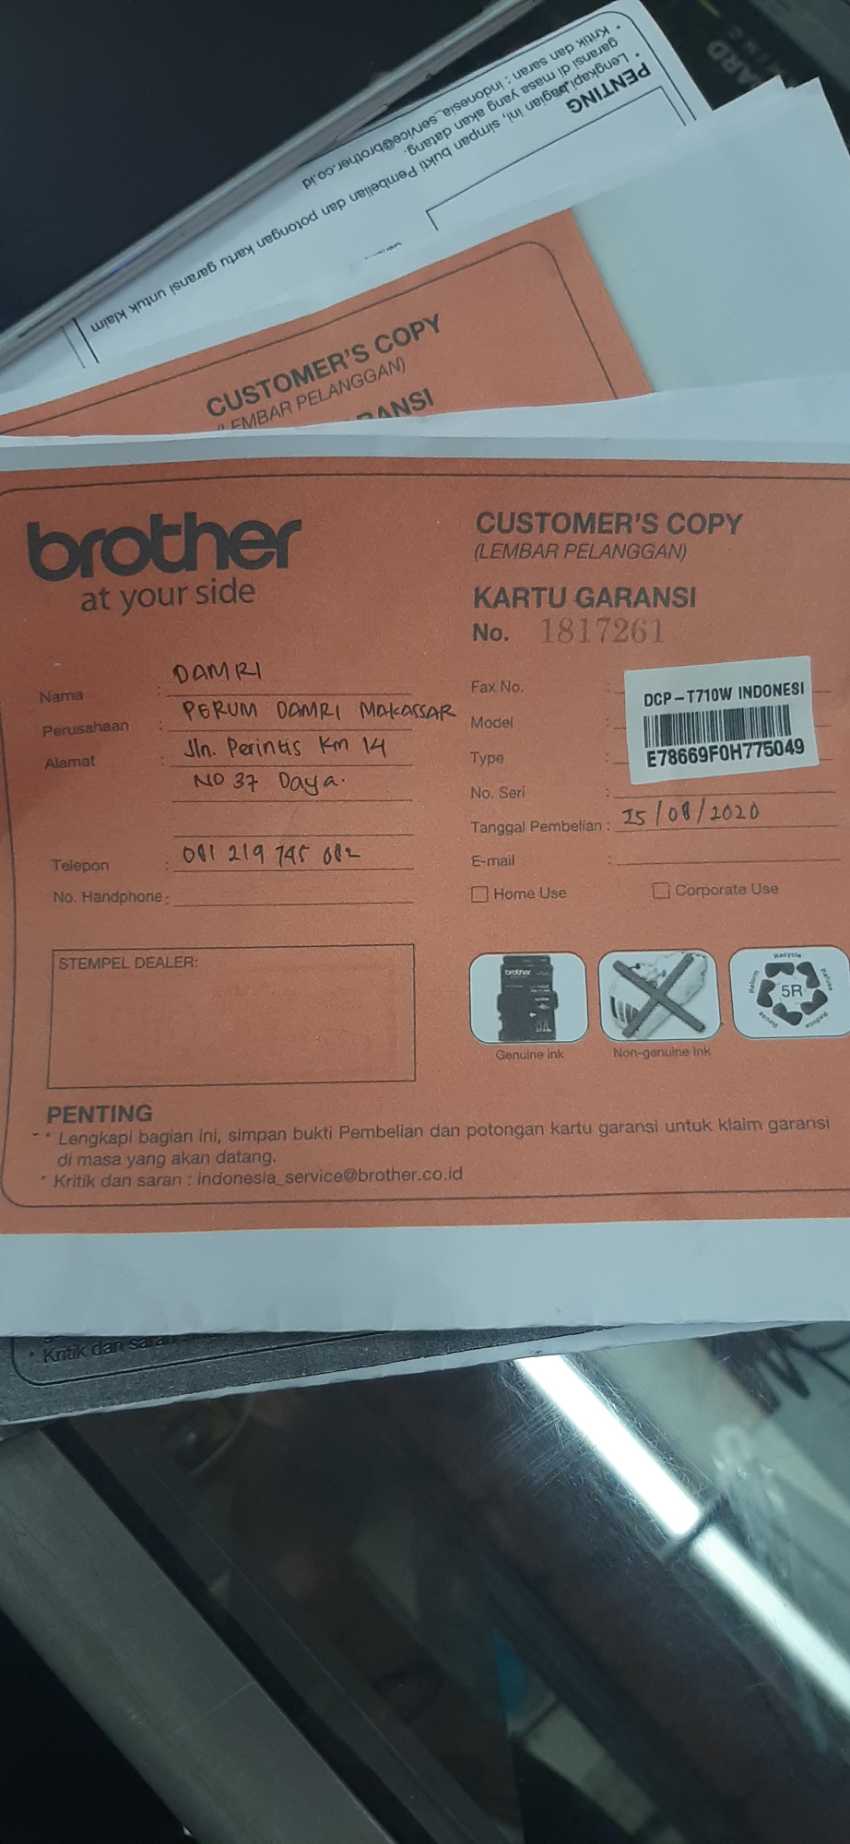 PENTING
• Lengkapi bagian ini, simpan bukti Pembelian dan potongan kartu garansi untuk klaim
garansi di masa yang akan datang.
• Kritik dan saran : indonesia_service@brother.co.id
CUSTOMER'S COPY
(LEMBAR PELANGGAN)
brother
at your side
CUSTOMER'S COPY
(LEMBAR PELANGGAN)
KARTU GARANSI
No. 1817261
Nama : DAMRI
Perusahaan : PERUM DAMRI MAKASSAR
Alamat : Jln. Perintis Km 14
NO 37 Daya.
Telepon : 081 219 745 082
No. Handphone :
Fax No. :
Model :
Type :
No. Seri :
DCP-T710W INDONESI
E78669F0H775049
Tanggal Pembelian : 25/08/2020
E-mail :
Home Use
Corporate Use
STEMPEL DEALER:
brother
Genuine ink
Non-genuine ink
5R
Recycle
PENTING
* Lengkapi bagian ini, simpan bukti Pembelian dan potongan kartu garansi untuk klaim garansi
di masa yang akan datang.
* Kritik dan saran : indonesia_service@brother.co.id
* Kritik dan saran